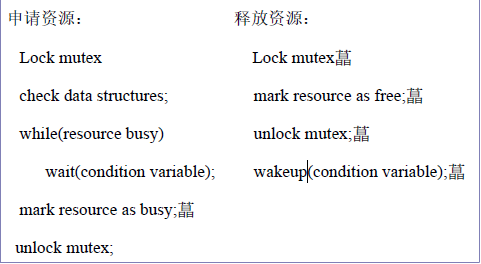 申请资源:
Lock mutex
check data structures;
while(resource busy)
wait(condition variable);
mark resource as busy;菖
unlock mutex;
释放资源:
Lock mutex菖
mark resource as free;菖
unlock mutex;菖
wakeup(condition variable);菖